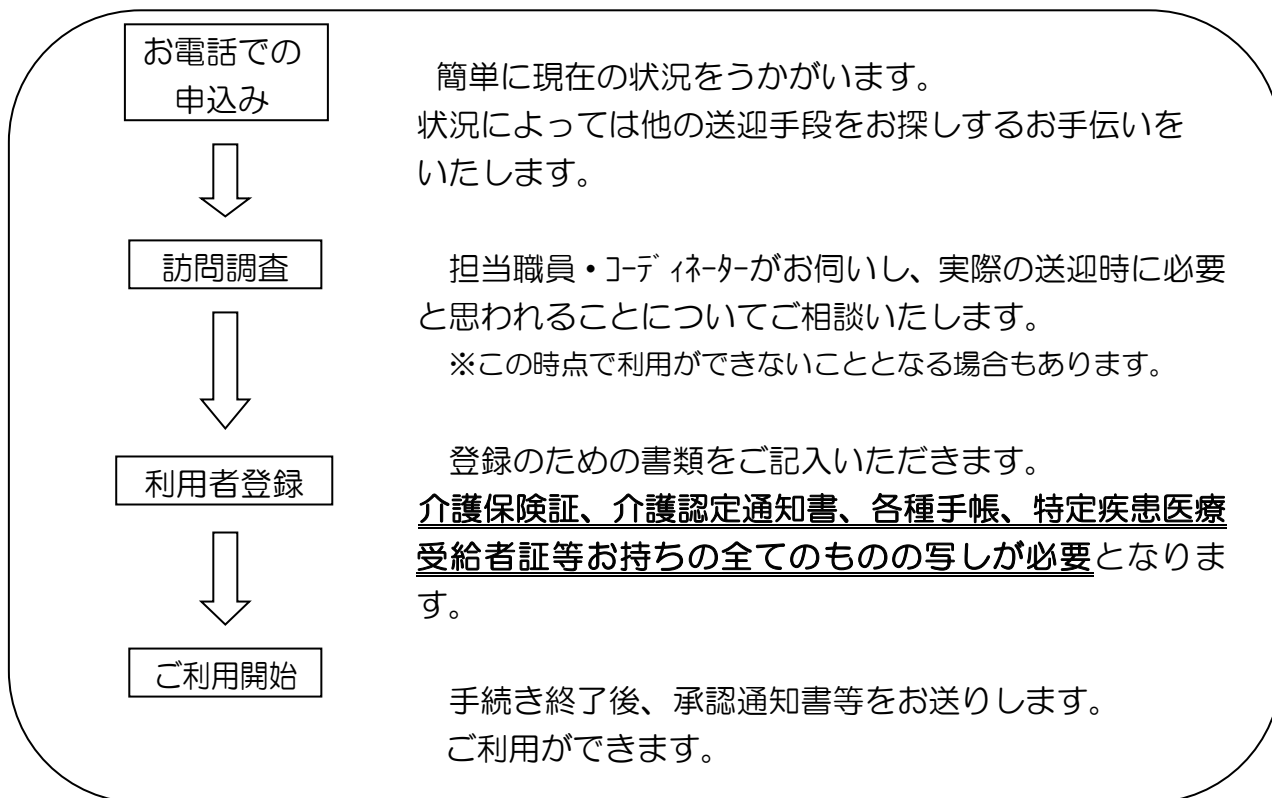 お電話での
申込み
簡単に現在の状況をうかがいます。
状況によっては他の送迎手段をお探しするお手伝いを
いたします。
訪問調査
担当職員・ｺｰﾃﾞｨﾈｰﾀｰがお伺いし、実際の送迎時に必要
と思われることについてご相談いたします。
※この時点で利用ができないこととなる場合もあります。
利用者登録
登録のための書類をご記入いただきます。
介護保険証、介護認定通知書、各種手帳、特定疾患医療
受給者証等お持ちの全てのものの写しが必要となりま
す。
ご利用開始
手続き終了後、承認通知書等をお送りします。
ご利用ができます。